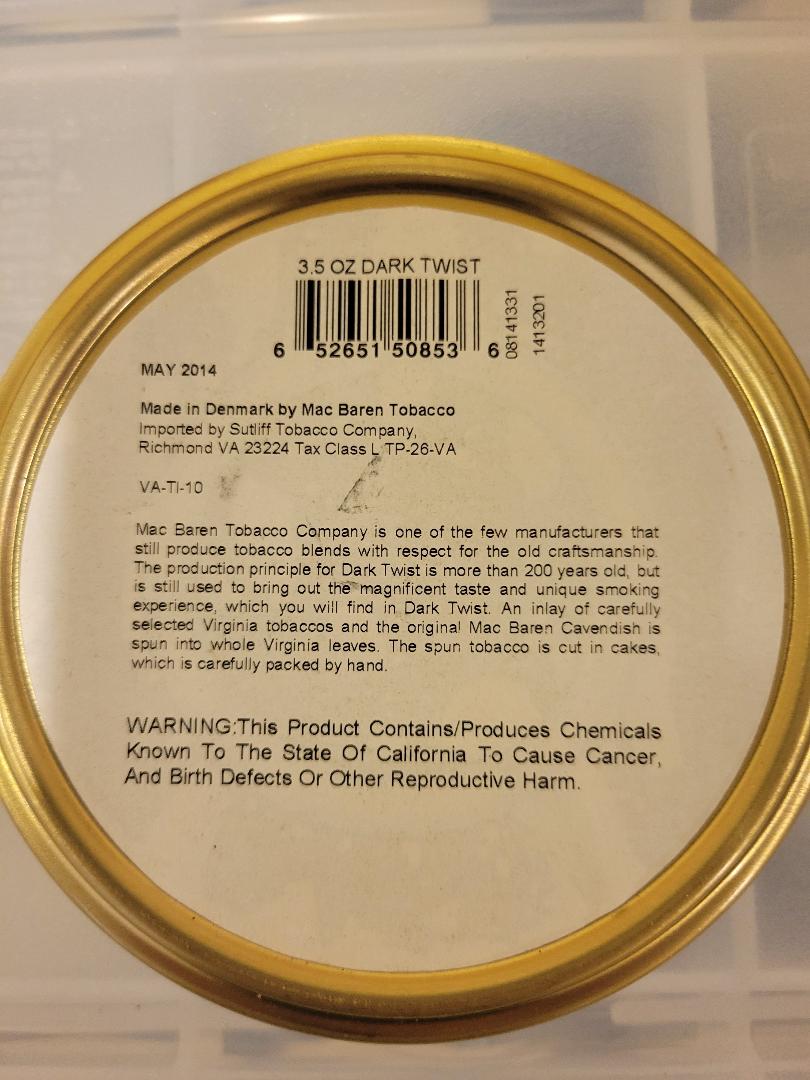 3.5 OZ DARK TWIST
6 52651 50853 6
08141331
1413201
MAY 2014
Made in Denmark by Mac Baren Tobacco
Imported by Sutliff Tobacco Company,
Richmond VA 23224 Tax Class L TP-26-VA
VA-TI-10
Mac Baren Tobacco Company is one of the few manufacturers that
still produce tobacco blends with respect for the old craftsmanship.
The production principle for Dark Twist is more than 200 years old, but
is still used to bring out the magnificent taste and unique smoking
experience, which you will find in Dark Twist. An inlay of carefully
selected Virginia tobaccos and the original Mac Baren Cavendish is
spun into whole Virginia leaves. The spun tobacco is cut in cakes,
which is carefully packed by hand.
WARNING:This Product Contains/Produces Chemicals
Known To The State Of California To Cause Cancer,
And Birth Defects Or Other Reproductive Harm.